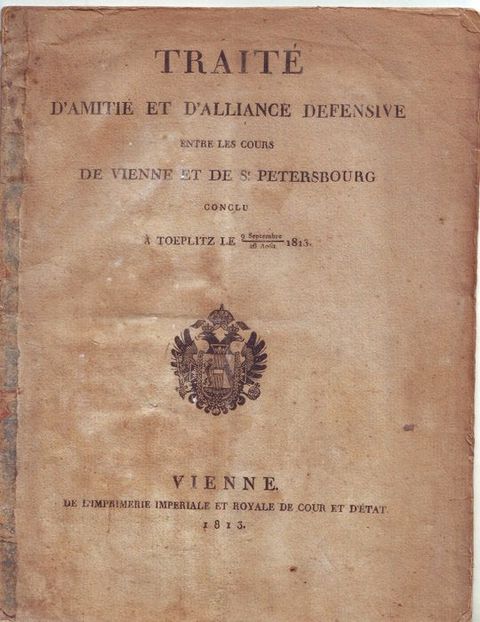 TRAITÉ
D'AMITIÉ ET D'ALLIANCE DEFENSIVE
ENTRE LES COURS
DE VIENNE ET DE St PETERSBOURG
CONCLU
À TOEPLITZ LE 9 Septembre / 28 Août 1813.
VIENNE.
DE L'IMPRIMERIE IMPERIALE ET ROYALE DE COUR ET D'ÉTAT.
1813.